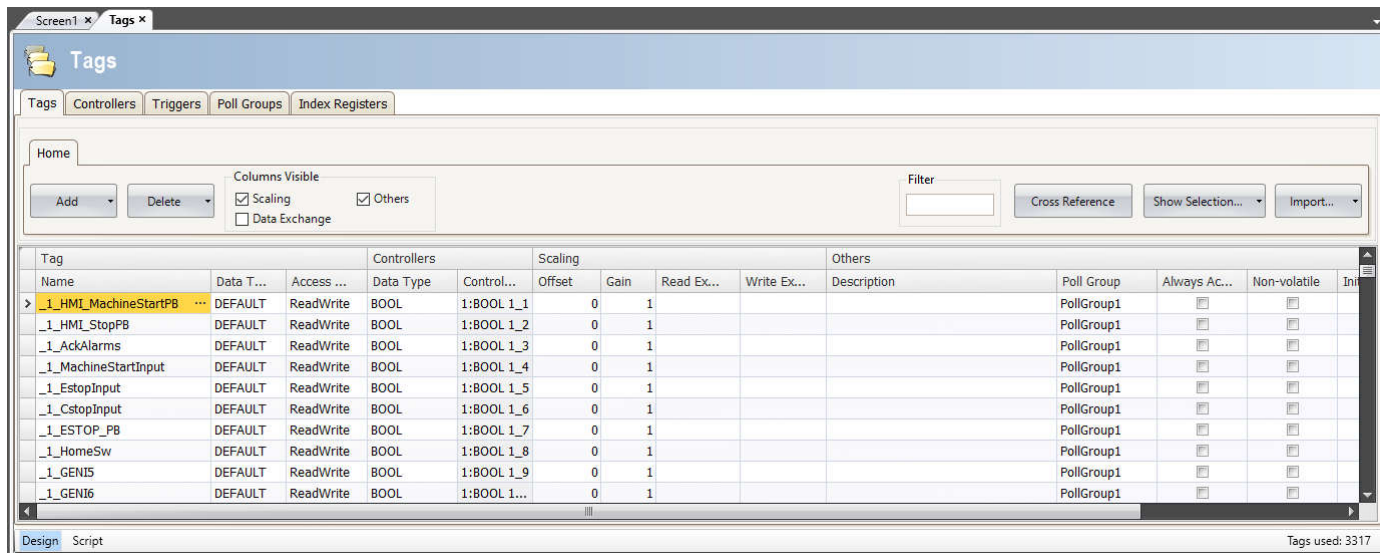 Screen1 × Tags ×
Tags
Tags Controllers Triggers Poll Groups Index Registers
Home
Columns Visible
Filter
Add Delete Scaling Others Cross Reference Show Selection... Import...
Data Exchange
Tag Controllers Scaling Others
Name Data T... Access ... Data Type Control... Offset Gain Read Ex... Write Ex... Description Poll Group Always Ac... Non-volatile Init
> _1_HMI_MachineStartPB ... DEFAULT ReadWrite BOOL 1:BOOL 1_1 0 1 PollGroup1
_1_HMI_StopPB DEFAULT ReadWrite BOOL 1:BOOL 1_2 0 1 PollGroup1
_1_AckAlarms DEFAULT ReadWrite BOOL 1:BOOL 1_3 0 1 PollGroup1
_1_MachineStartInput DEFAULT ReadWrite BOOL 1:BOOL 1_4 0 1 PollGroup1
_1_EstopInput DEFAULT ReadWrite BOOL 1:BOOL 1_5 0 1 PollGroup1
_1_CstopInput DEFAULT ReadWrite BOOL 1:BOOL 1_6 0 1 PollGroup1
_1_ESTOP_PB DEFAULT ReadWrite BOOL 1:BOOL 1_7 0 1 PollGroup1
_1_HomeSw DEFAULT ReadWrite BOOL 1:BOOL 1_8 0 1 PollGroup1
_1_GENI5 DEFAULT ReadWrite BOOL 1:BOOL 1_9 0 1 PollGroup1
_1_GENI6 DEFAULT ReadWrite BOOL 1:BOOL 1... 0 1 PollGroup1
Design Script Tags used: 3317